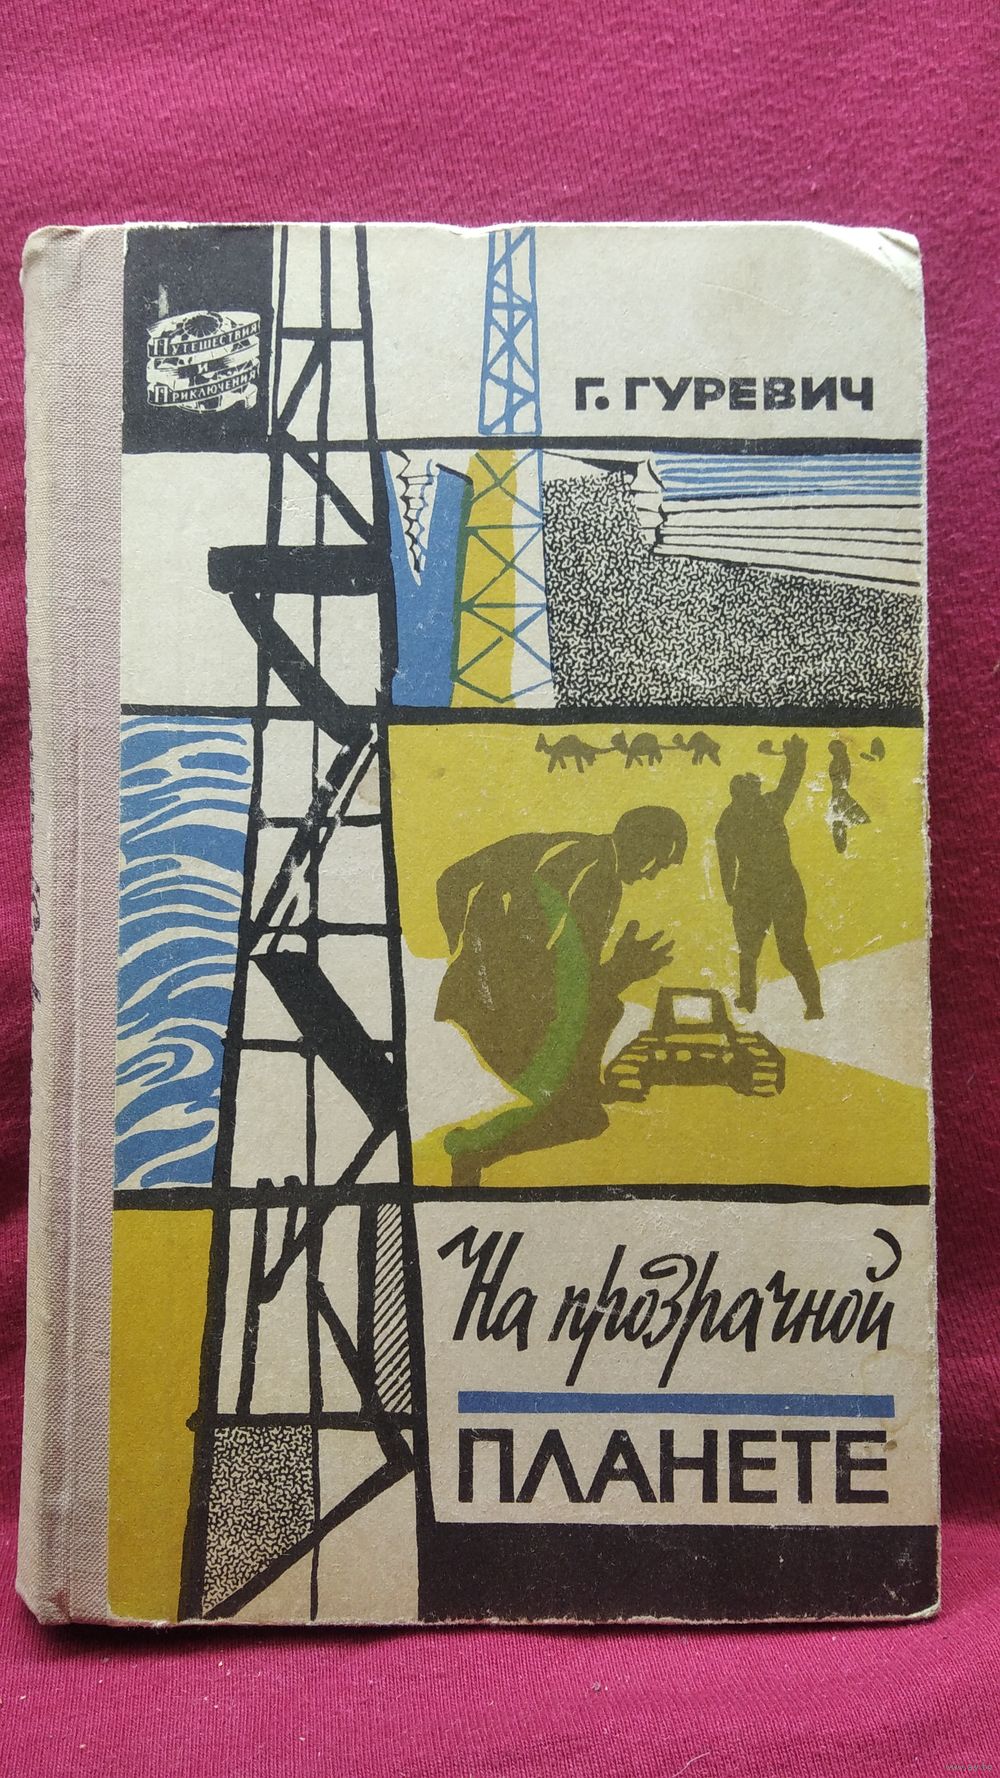 Путешествия
и
Приключения
Г. ГУРЕВИЧ
На прозрачной
ПЛАНЕТЕ